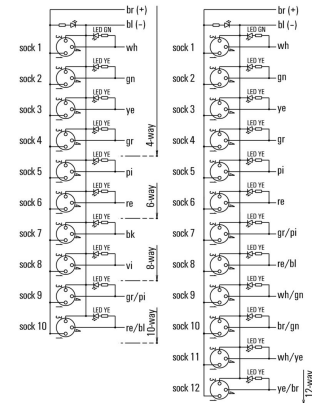 br (+)
bl (−)
LED GN
sock 1 wh
LED YE
sock 2 gn
LED YE
sock 3 ye
LED YE
sock 4 gr
4-way
LED YE
sock 5 pi
LED YE
sock 6 re
6-way
LED YE
sock 7 bk
LED YE
sock 8 vi
8-way
LED YE
sock 9 gr/pi
LED YE
sock 10 re/bl
10-way
br (+)
bl (−)
LED GN
sock 1 wh
LED YE
sock 2 gn
LED YE
sock 3 ye
LED YE
sock 4 gr
LED YE
sock 5 pi
LED YE
sock 6 re
LED YE
sock 7 gr/pi
LED YE
sock 8 re/bl
LED YE
sock 9 wh/gn
LED YE
sock 10 br/gn
LED YE
sock 11 wh/ye
LED YE
sock 12 ye/br
12-way